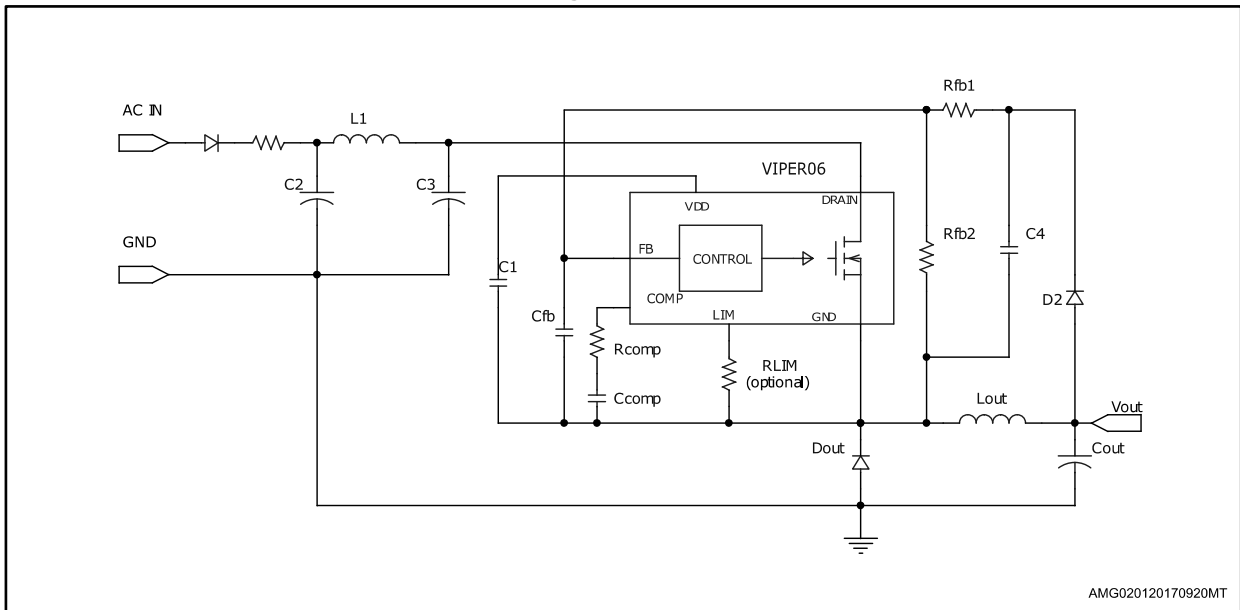 Rfb1
AC IN
L1
VIPER06
C2
C3
VDD
DRAIN
GND
FB
CONTROL
Rfb2
C4
C1
COMP
D2
LIM
GND
Cfb
Rcomp
RLIM
(optional)
Ccomp
Lout
Vout
Dout
Cout
AMG020120170920MT